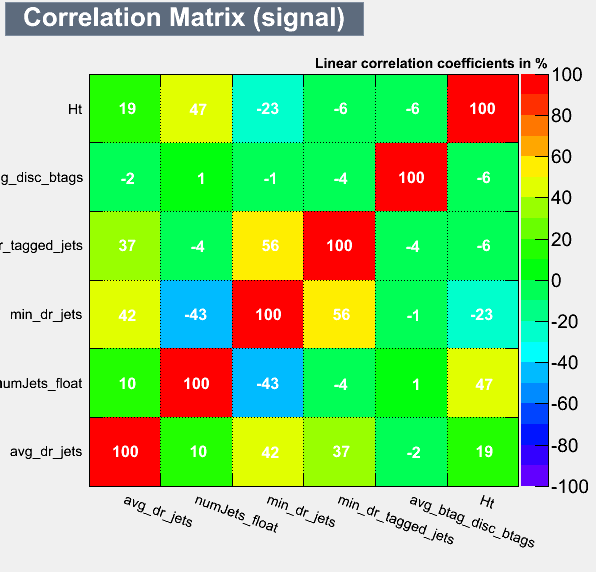 Correlation Matrix (signal)
Linear correlation coefficients in %
Ht 19 47 -23 -6 -6 100
g_disc_btags -2 1 -1 -4 100 -6
r_tagged_jets 37 -4 56 100 -4 -6
min_dr_jets 42 -43 100 56 -1 -23
numJets_float 10 100 -43 -4 1 47
avg_dr_jets 100 10 42 37 -2 19
avg_dr_jets numJets_float min_dr_jets min_dr_tagged_jets avg_btag_disc_btags Ht
100
80
60
40
20
0
-20
-40
-60
-80
-100